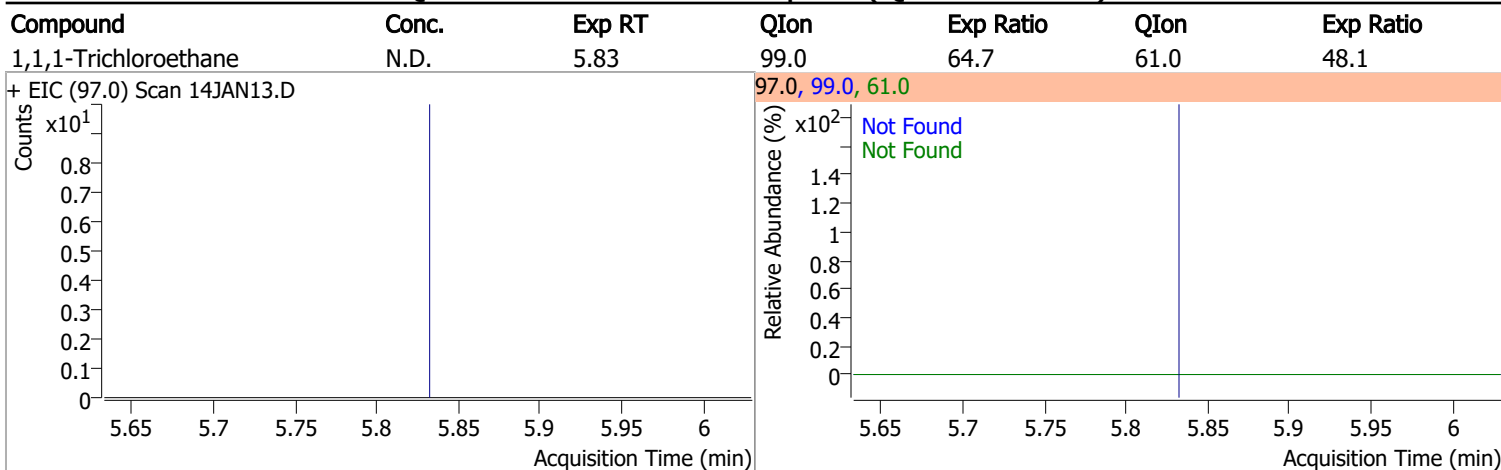 Compound Conc. Exp RT QIon Exp Ratio QIon Exp Ratio
1,1,1-Trichloroethane N.D. 5.83 99.0 64.7 61.0 48.1
+ EIC (97.0) Scan 14JAN13.D
Counts
x10¹
0.8
0.7
0.6
0.5
0.4
0.3
0.2
0.1
0
5.65 5.7 5.75 5.8 5.85 5.9 5.95 6
Acquisition Time (min)
97.0, 99.0, 61.0
Relative Abundance (%)
x10²
Not Found
Not Found
1.4
1.2
1
0.8
0.6
0.4
0.2
0
5.65 5.7 5.75 5.8 5.85 5.9 5.95 6
Acquisition Time (min)